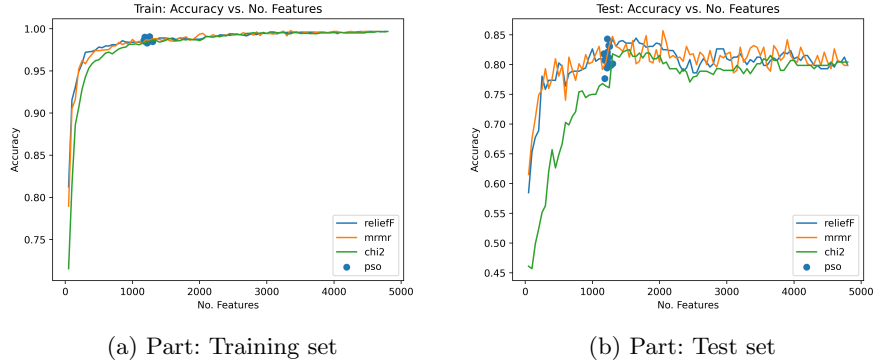 Train: Accuracy vs. No. Features
1.00
0.95
0.90
0.85
0.80
0.75
Accuracy
0
1000
2000
3000
4000
5000
No. Features
reliefF
mrmr
chi2
pso
(a) Part: Training set
Test: Accuracy vs. No. Features
0.85
0.80
0.75
0.70
0.65
0.60
0.55
0.50
0.45
Accuracy
0
1000
2000
3000
4000
5000
No. Features
reliefF
mrmr
chi2
pso
(b) Part: Test set